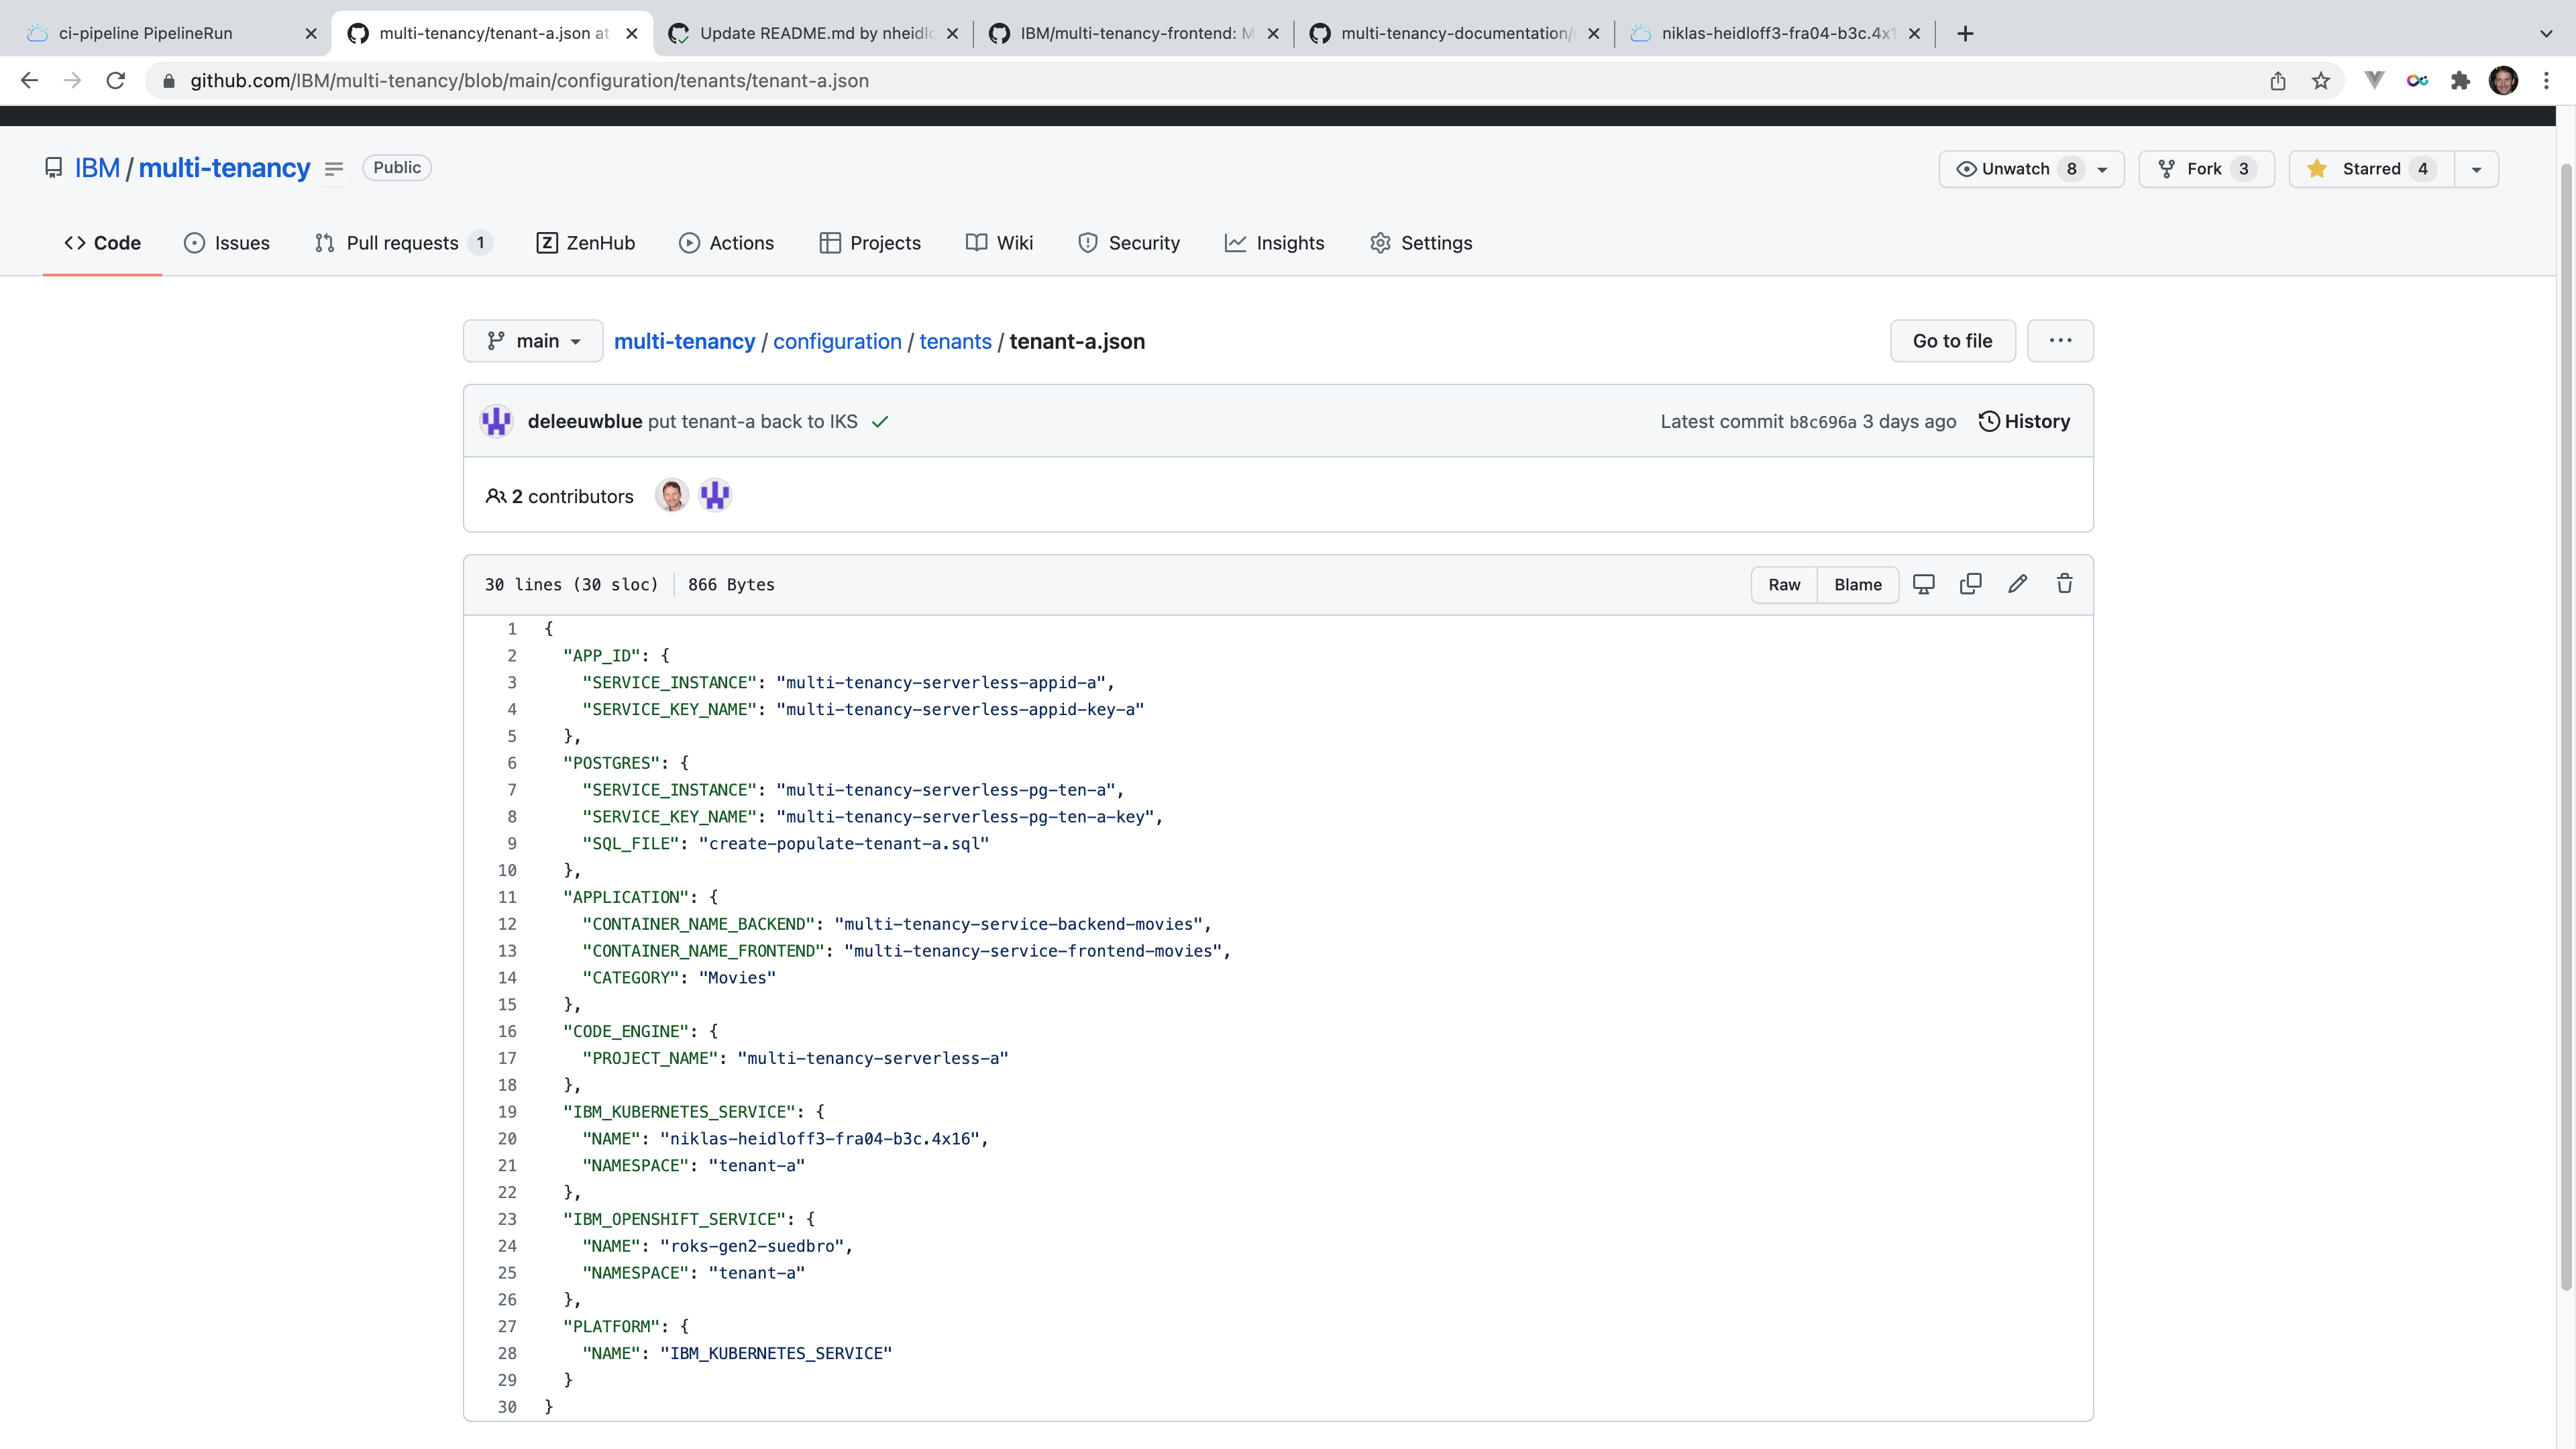 ci-pipeline PipelineRun
multi-tenancy/tenant-a.json at
Update README.md by nheidlo
IBM/multi-tenancy-frontend: M
multi-tenancy-documentation/
niklas-heidloff3-fra04-b3c.4x1
github.com/IBM/multi-tenancy/blob/main/configuration/tenants/tenant-a.json
IBM / multi-tenancy Public
Unwatch 8 Fork 3 Starred 4
Code Issues Pull requests 1 ZenHub Actions Projects Wiki Security Insights Settings
main multi-tenancy / configuration / tenants / tenant-a.json Go to file ...
deleeuwblue put tenant-a back to IKS Latest commit b8c696a 3 days ago History
2 contributors
30 lines (30 sloc) 866 Bytes Raw Blame
1 {
2 "APP_ID": {
3 "SERVICE_INSTANCE": "multi-tenancy-serverless-appid-a",
4 "SERVICE_KEY_NAME": "multi-tenancy-serverless-appid-key-a"
5 },
6 "POSTGRES": {
7 "SERVICE_INSTANCE": "multi-tenancy-serverless-pg-ten-a",
8 "SERVICE_KEY_NAME": "multi-tenancy-serverless-pg-ten-a-key",
9 "SQL_FILE": "create-populate-tenant-a.sql"
10 },
11 "APPLICATION": {
12 "CONTAINER_NAME_BACKEND": "multi-tenancy-service-backend-movies",
13 "CONTAINER_NAME_FRONTEND": "multi-tenancy-service-frontend-movies",
14 "CATEGORY": "Movies"
15 },
16 "CODE_ENGINE": {
17 "PROJECT_NAME": "multi-tenancy-serverless-a"
18 },
19 "IBM_KUBERNETES_SERVICE": {
20 "NAME": "niklas-heidloff3-fra04-b3c.4x16",
21 "NAMESPACE": "tenant-a"
22 },
23 "IBM_OPENSHIFT_SERVICE": {
24 "NAME": "roks-gen2-suedbro",
25 "NAMESPACE": "tenant-a"
26 },
27 "PLATFORM": {
28 "NAME": "IBM_KUBERNETES_SERVICE"
29 }
30 }